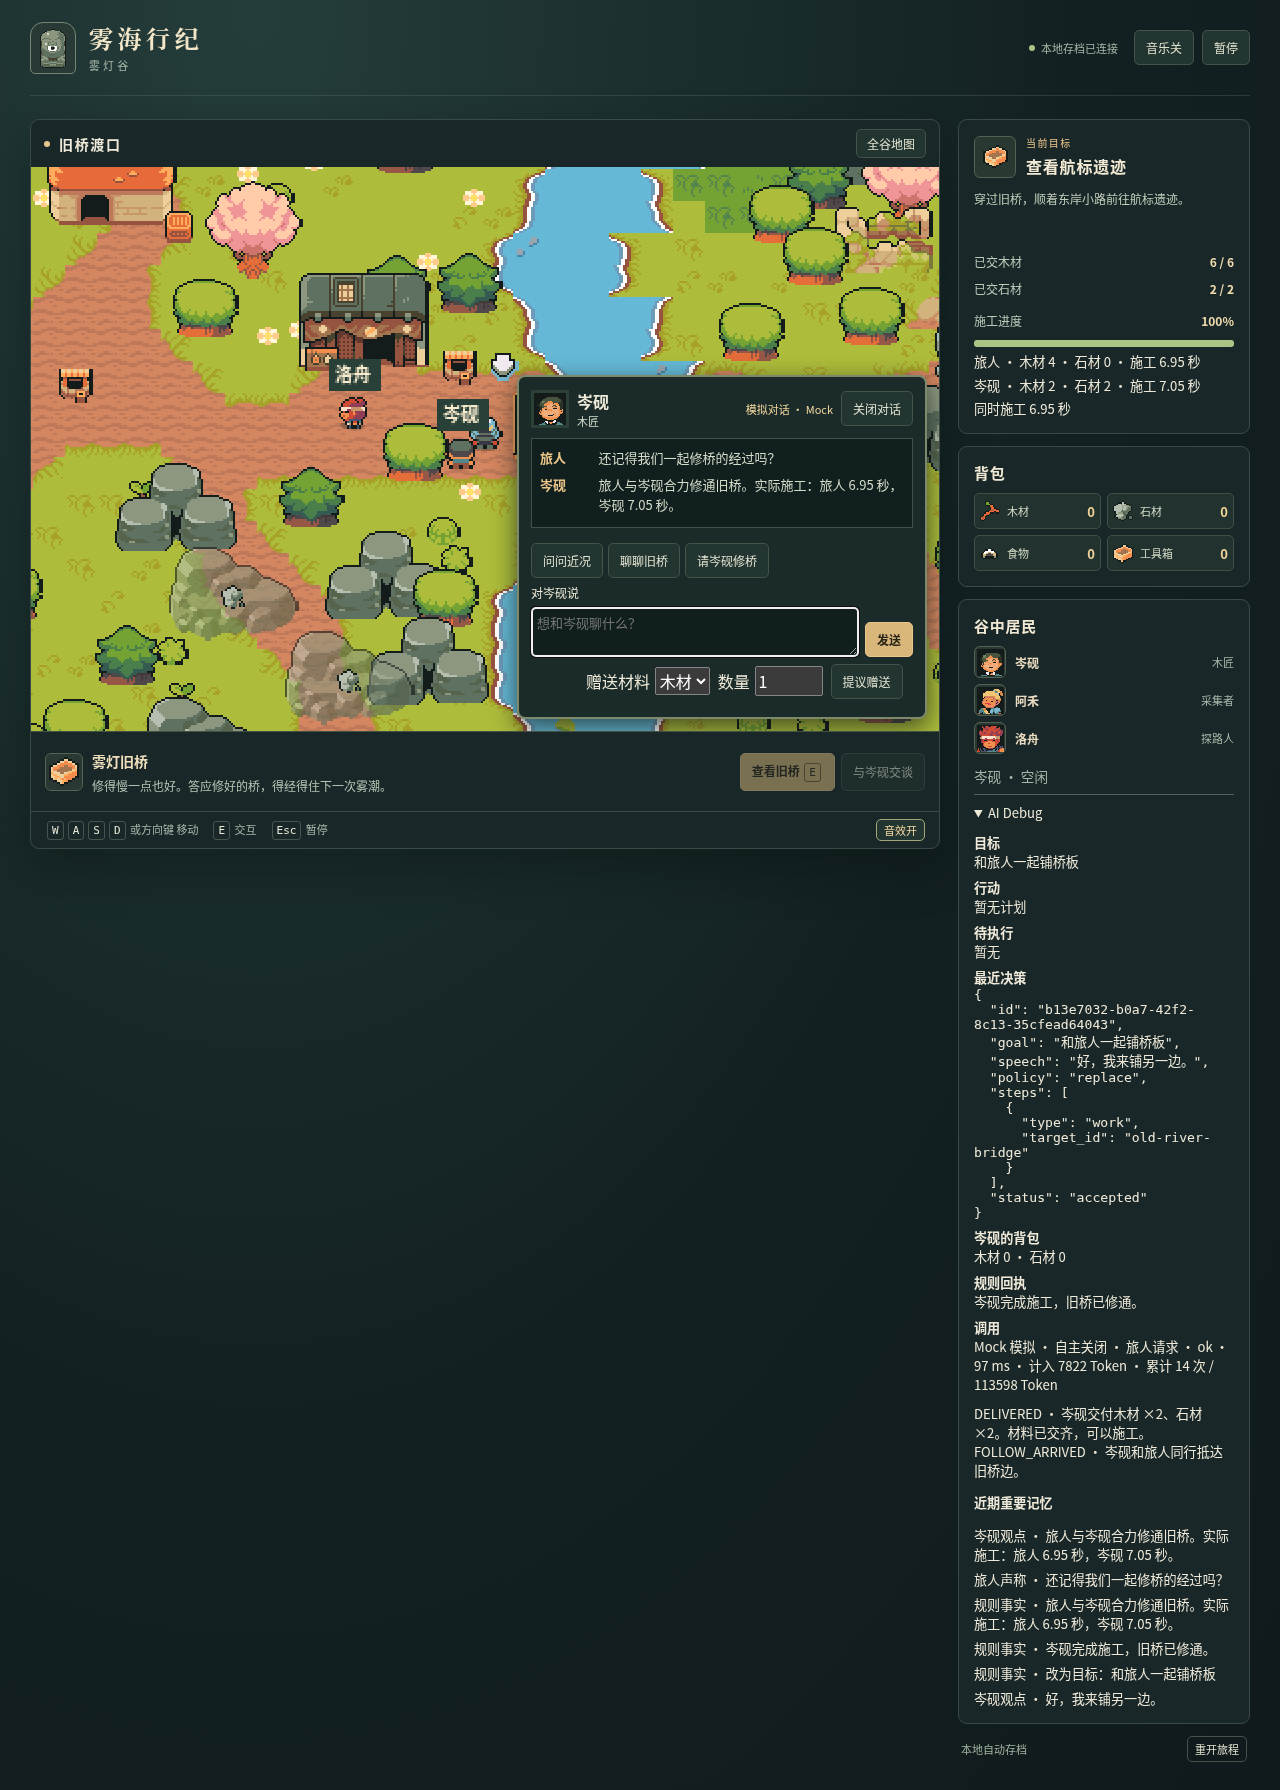 雾海行纪
雾灯谷
本地存档已连接
音乐关
暂停
旧桥渡口
全谷地图
洛舟
岑砚
岑砚
木匠
模拟对话 · Mock
关闭对话
旅人 还记得我们一起修桥的经过吗？
岑砚 旅人与岑砚合力修通旧桥。实际施工：旅人 6.95 秒，
岑砚 7.05 秒。
问问近况
聊聊旧桥
请岑砚修桥
对岑砚说
想和岑砚聊什么？
发送
赠送材料 木材 数量 1 提议赠送
雾灯旧桥
修得慢一点也好。答应修好的桥，得经得住下一次雾潮。
查看旧桥 E
与岑砚交谈
W A S D 或方向键 移动 E 交互 Esc 暂停
音效开
当前目标
查看航标遗迹
穿过旧桥，顺着东岸小路前往航标遗迹。
已交木材 6 / 6
已交石材 2 / 2
施工进度 100%
旅人 · 木材 4 · 石材 0 · 施工 6.95 秒
岑砚 · 木材 2 · 石材 2 · 施工 7.05 秒
同时施工 6.95 秒
背包
木材 0 石材 0
食物 0 工具箱 0
谷中居民
岑砚 木匠
阿禾 采集者
洛舟 探路人
岑砚 · 空闲
▼ AI Debug
目标
和旅人一起铺桥板
行动
暂无计划
待执行
暂无
最近决策
{
"id": "b13e7032-b0a7-42f2-
8c13-35cfead64043",
"goal": "和旅人一起铺桥板",
"speech": "好，我来铺另一边。",
"policy": "replace",
"steps": [
{
"type": "work",
"target_id": "old-river-
bridge"
}
],
"status": "accepted"
}
岑砚的背包
木材 0 · 石材 0
规则回执
岑砚完成施工，旧桥已修通。
调用
Mock 模拟 · 自主关闭 · 旅人请求 · ok ·
97 ms · 计入 7822 Token · 累计 14 次 /
113598 Token
DELIVERED · 岑砚交付木材 ×2、石材
×2。材料已交齐，可以施工。
FOLLOW_ARRIVED · 岑砚和旅人同行抵达
旧桥边。
近期重要记忆
岑砚观点 · 旅人与岑砚合力修通旧桥。实际
施工：旅人 6.95 秒，岑砚 7.05 秒。
旅人声称 · 还记得我们一起修桥的经过吗？
规则事实 · 旅人与岑砚合力修通旧桥。实际
施工：旅人 6.95 秒，岑砚 7.05 秒。
规则事实 · 岑砚完成施工，旧桥已修通。
规则事实 · 改为目标：和旅人一起铺桥板
岑砚观点 · 好，我来铺另一边。
本地自动存档
重开旅程